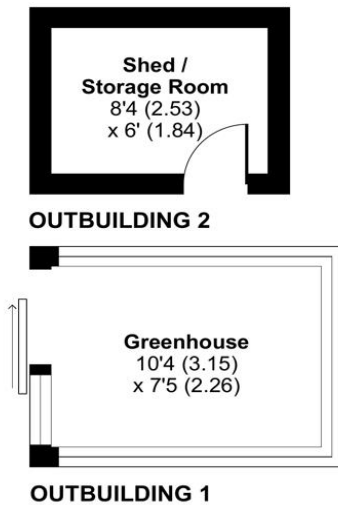 Shed /
Storage Room
8'4 (2.53)
x 6' (1.84)
OUTBUILDING 2
Greenhouse
10'4 (3.15)
x 7'5 (2.26)
OUTBUILDING 1